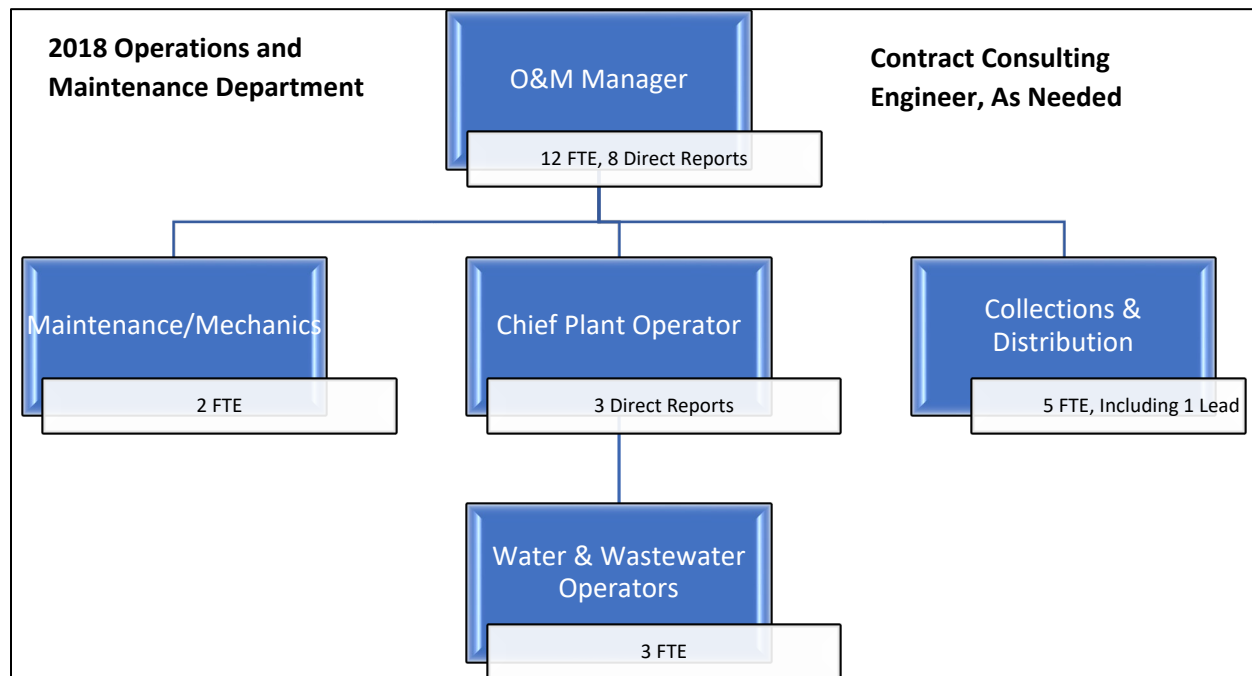 2018 Operations and
Maintenance Department
O&M Manager
Contract Consulting
Engineer, As Needed
12 FTE, 8 Direct Reports
Maintenance/Mechanics
2 FTE
Chief Plant Operator
3 Direct Reports
Collections &
Distribution
5 FTE, Including 1 Lead
Water & Wastewater
Operators
3 FTE